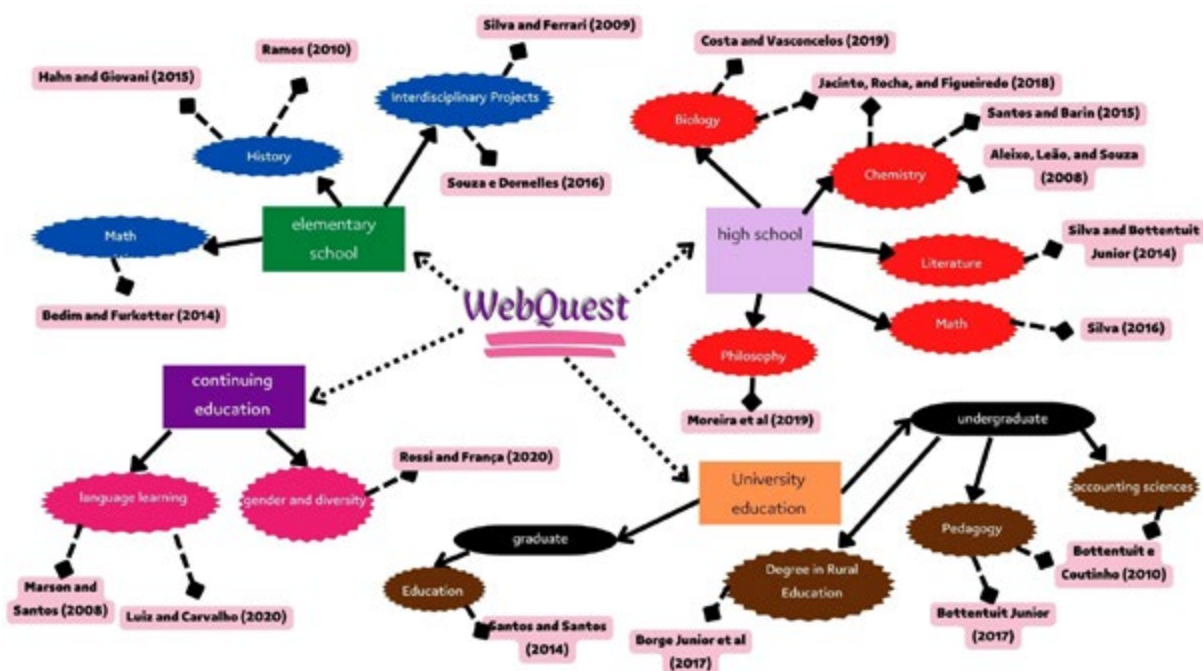 Silva and Ferrari (2009)
Ramos (2010)
Hahn and Giovani (2015)
Interdisciplinary Projects
History
Souza e Dornelles (2016)
elementary
school
Math
Bedim and Furkotter (2014)
Costa and Vasconcelos (2019)
Jacinto, Rocha, and Figueiredo (2018)
Biology
Santos and Barin (2015)
Chemistry
Aleixo, Leão, and Souza
(2008)
high school
Silva and Bottentuit
Junior (2014)
Literature
Math
Silva (2016)
Philosophy
Moreira et al (2019)
WebQuest
continuing
education
Rossi and França (2020)
language learning
gender and diversity
Marson and
Santos (2008)
Luiz and Carvalho (2020)
University
education
undergraduate
accounting sciences
Pedagogy
Bottentuit e
Coutinho (2010)
Bottentuit Junior
(2017)
graduate
Education
Santos and Santos
(2014)
Degree in Rural
Education
Borge Junior et al
(2017)